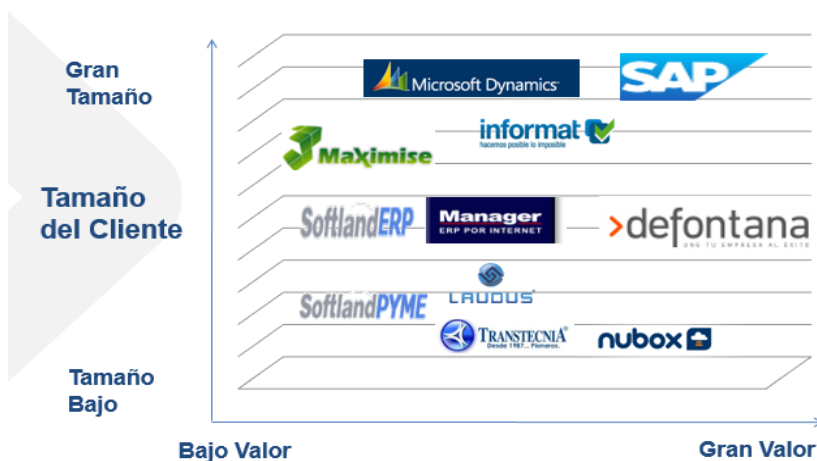 Gran
Tamaño
Microsoft Dynamics
SAP
Maximise
informat
hacemos posible lo imposible
Tamaño
del Cliente
SoftlandERP
Manager
ERP POR INTERNET
>defontana
UNE TU EMPRESA AL ÉXITO
LAUDUS
SoftlandPYME
TRANSTECNIA®
Desde 1987... Pioneros.
nubox
Tamaño
Bajo
Bajo Valor
Gran Valor